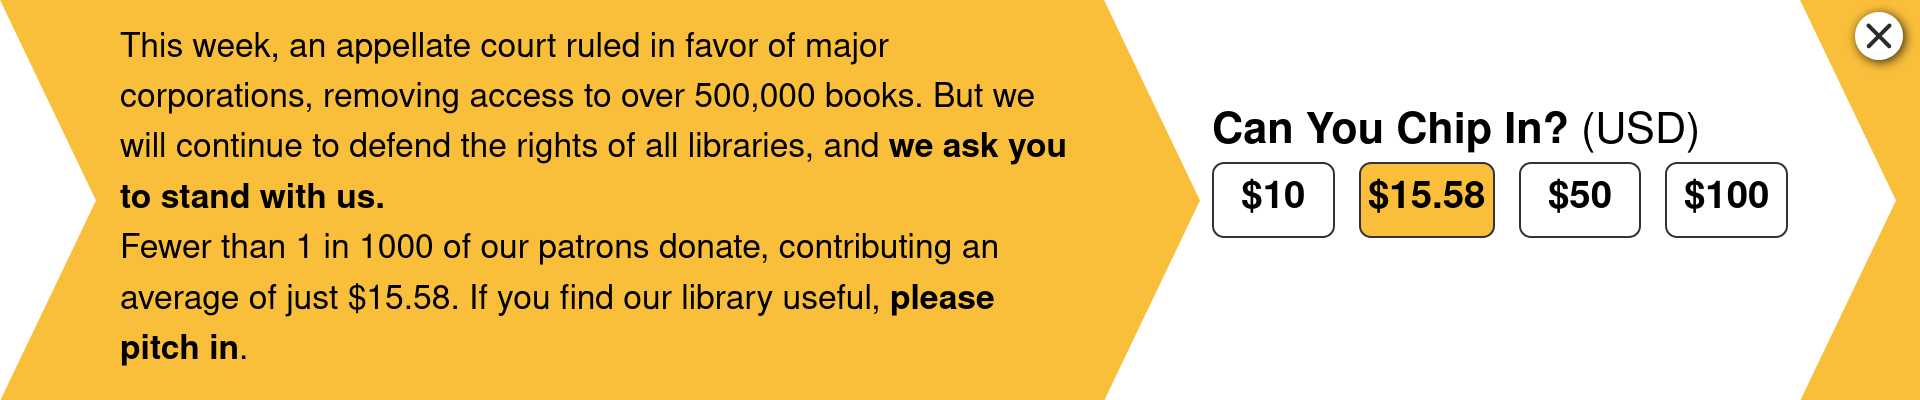 This week, an appellate court ruled in favor of major
corporations, removing access to over 500,000 books. But we
will continue to defend the rights of all libraries, and we ask you
to stand with us.
Fewer than 1 in 1000 of our patrons donate, contributing an
average of just $15.58. If you find our library useful, please
pitch in.
Can You Chip In? (USD)
$10 $15.58 $50 $100